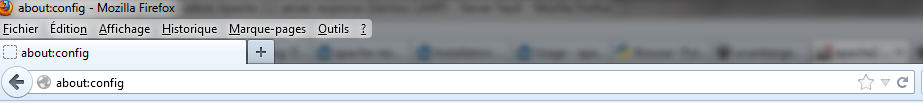 about:config - Mozilla Firefox
Fichier Édition Affichage Historique Marque-pages Outils ?
about:config +
about:config